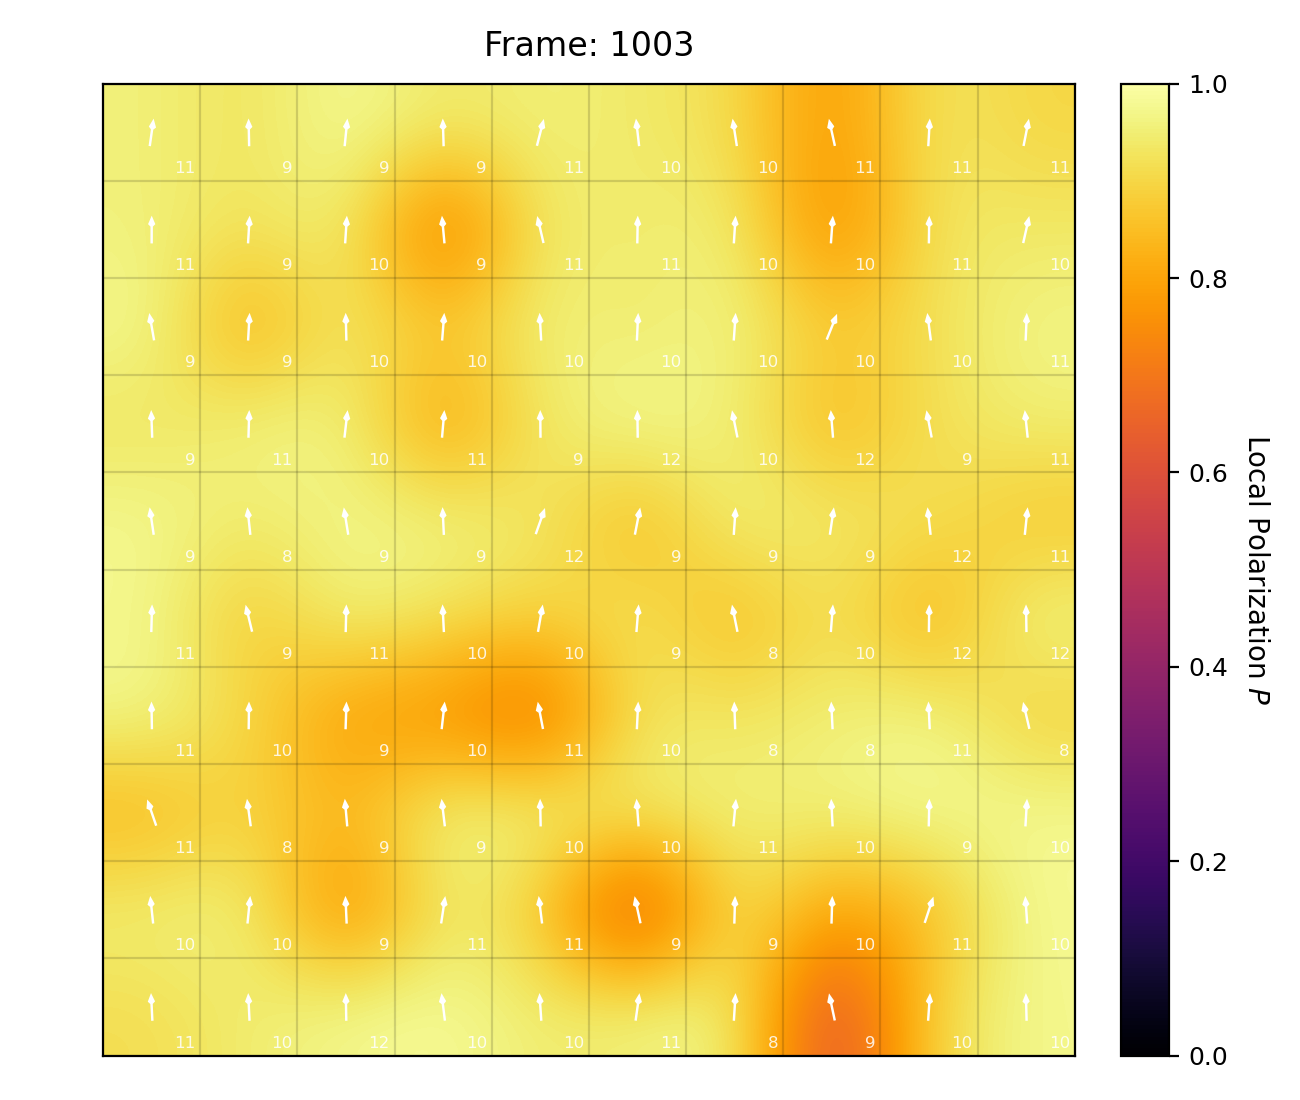 Frame: 1003
11 9 9 9 11 10 10 11 11 11
11 9 10 9 11 11 10 10 11 10
9 9 10 10 10 10 10 10 10 11
9 11 10 11 9 12 10 12 9 11
9 8 9 9 12 9 9 9 12 11
11 9 11 10 10 9 8 10 12 12
11 10 9 10 11 10 8 8 11 8
11 8 9 9 10 10 11 10 9 10
10 10 9 11 11 9 9 10 11 10
11 10 12 10 10 11 8 9 10 10
1.0
0.8
0.6
0.4
0.2
0.0
Local Polarization P